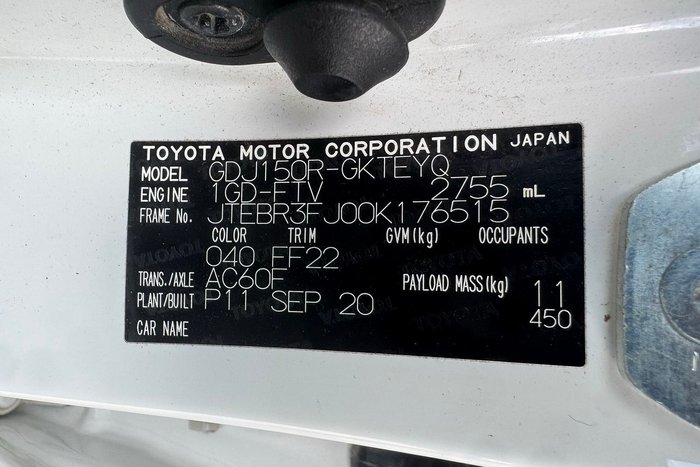 TOYOTA MOTOR CORPORATION JAPAN
MODEL GDJ150R-GKTEYQ
ENGINE 1GD-FTV 2755 mL
FRAME No. JTEBR3FJ00K176515
COLOR TRIM GVM(kg) OCCUPANTS
040 FF22
TRANS./AXLE AC60F PAYLOAD MASS(kg) 11
PLANT/BUILT P11 SEP 20 450
CAR NAME